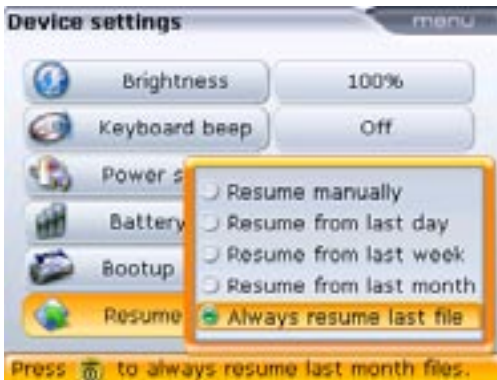 Device settings
menu
Brightness
100%
Keyboard beep
Off
Power s
Battery
Bootup
Resume
Resume manually
Resume from last day
Resume from last week
Resume from last month
Always resume last file
Press to always resume last month files.